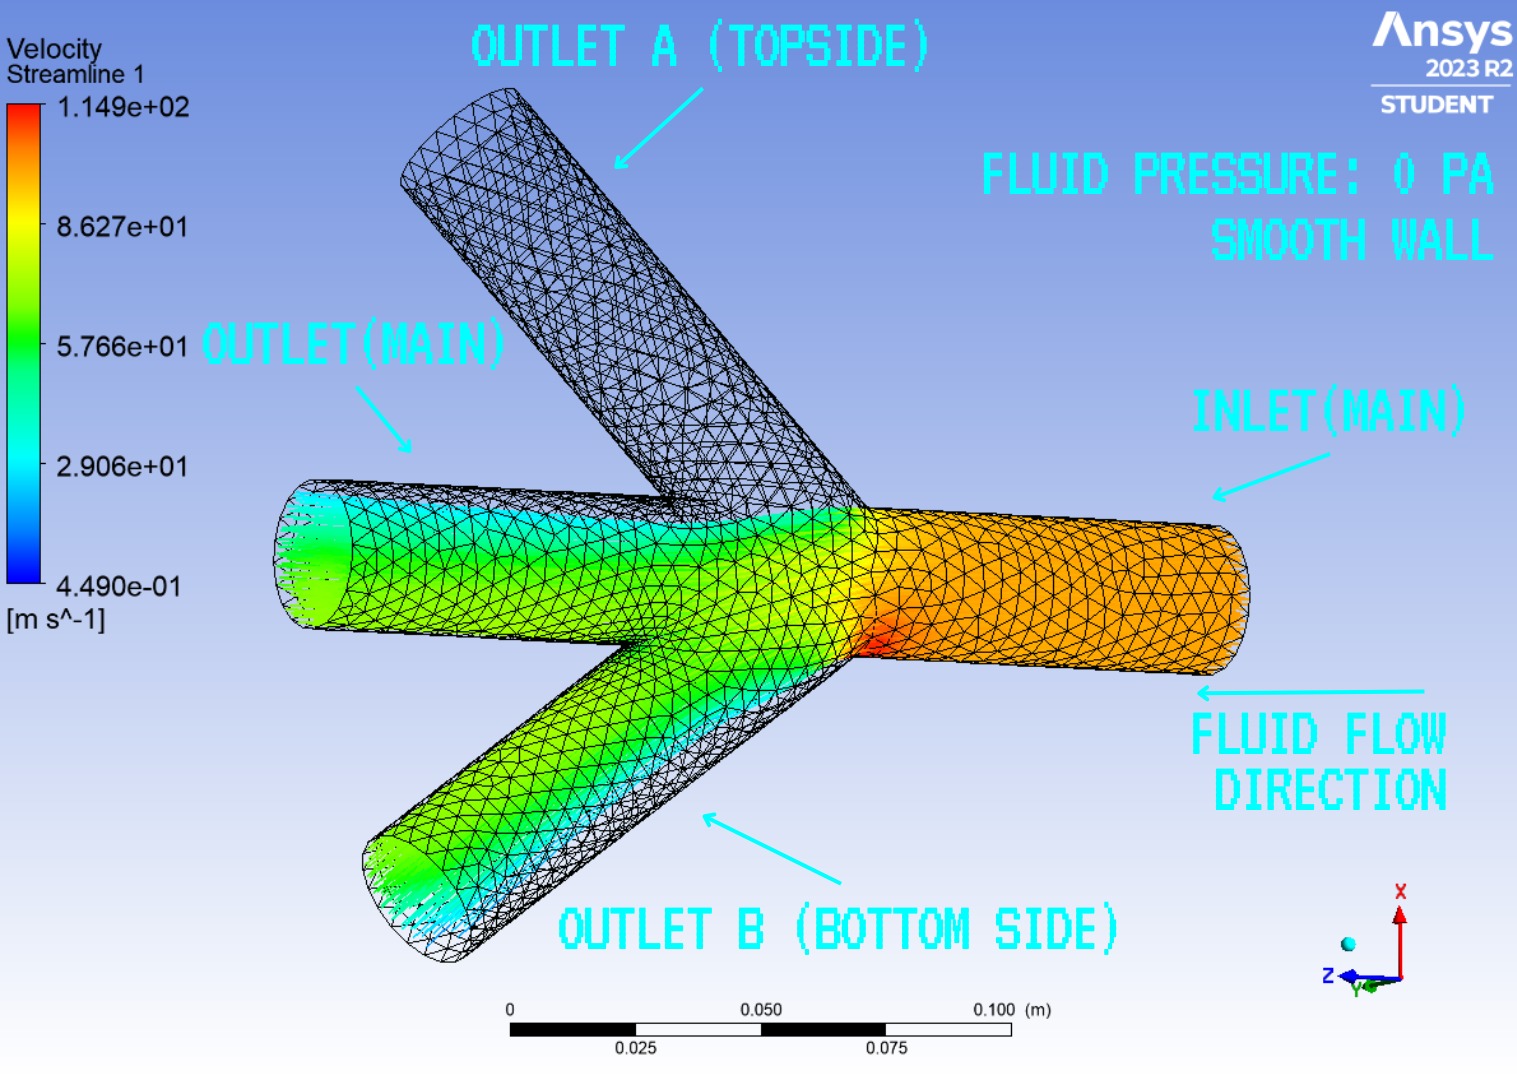 OUTLET A (TOPSIDE)
Ansys
2023 R2
STUDENT
Velocity
Streamline 1
1.149e+02
8.627e+01
5.766e+01
2.906e+01
4.490e-01
[m s^-1]
FLUID PRESSURE: 0 PA
SMOOTH WALL
OUTLET(MAIN)
INLET(MAIN)
FLUID FLOW
DIRECTION
OUTLET B (BOTTOM SIDE)
X
Z
Y
0 0.050 0.100 (m)
0.025 0.075